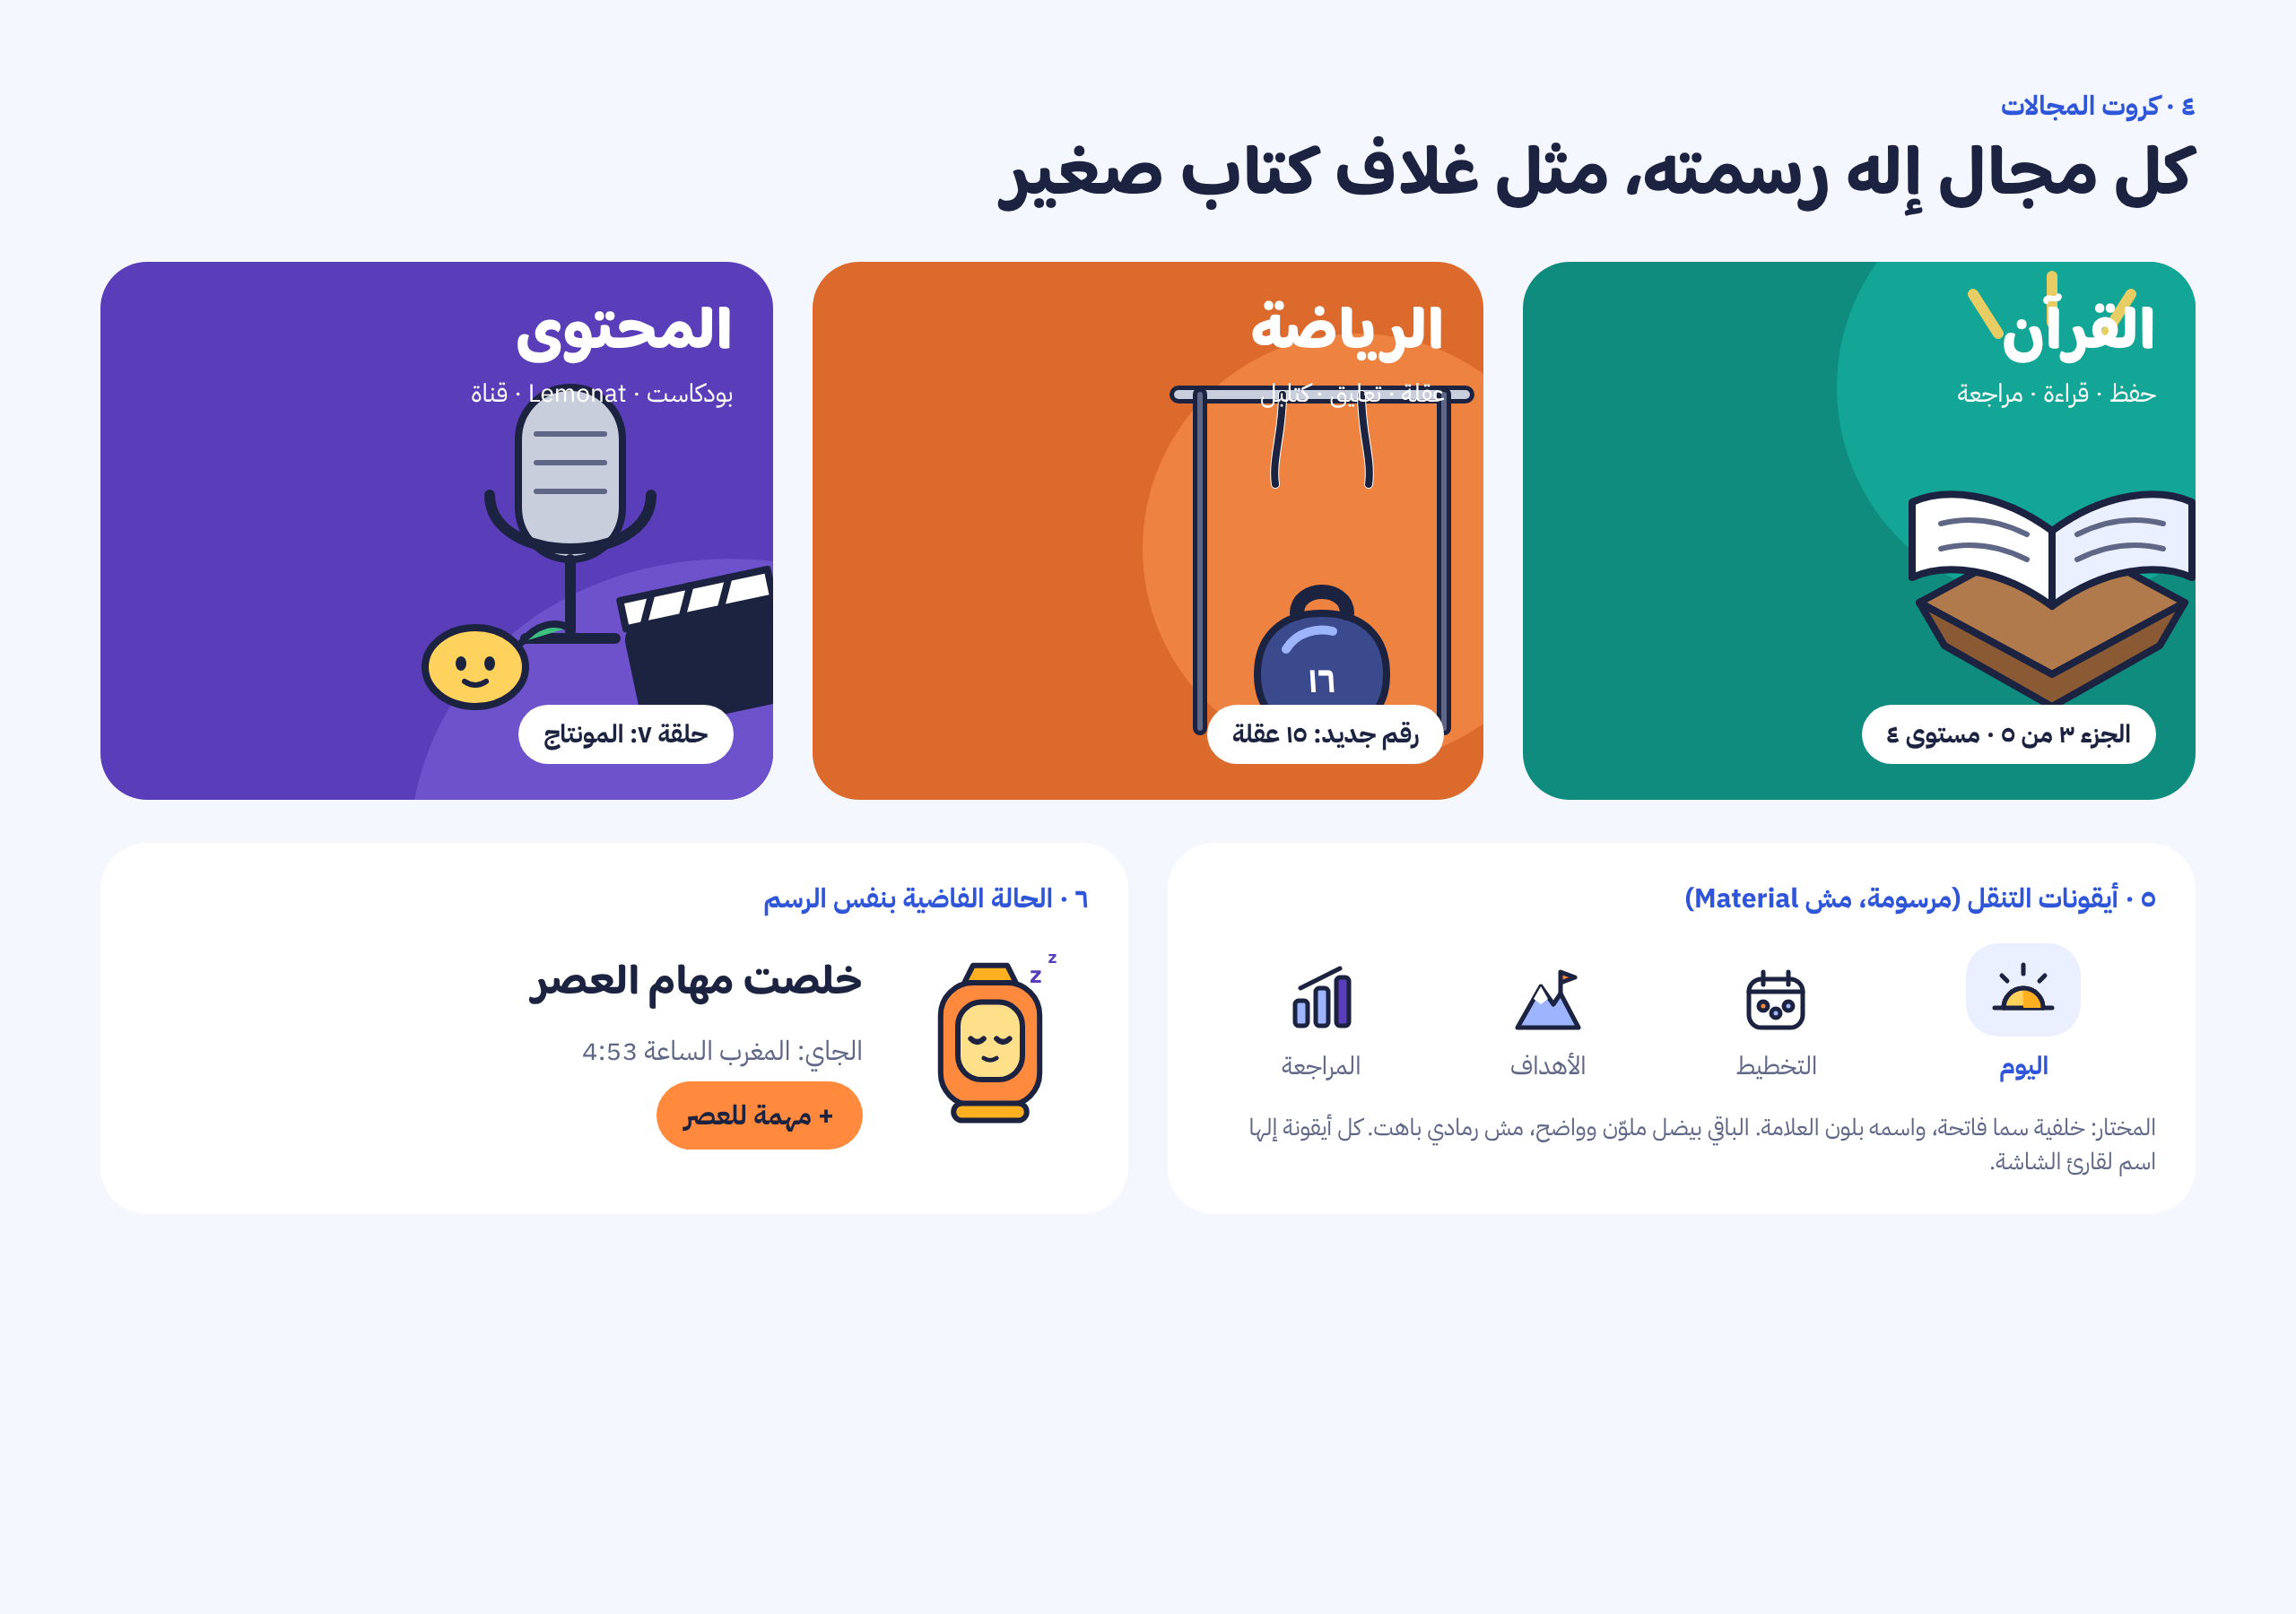 ٤ · كروت المجالات
كل مجال إله رسمته، مثل غلاف كتاب صغير
القرآن
حفظ · قراءة · مراجعة
الجزء ٣ من ٥ · مستوى ٤
الرياضة
عقلة · تعليق · كتلبل
١٦
رقم جديد: ١٥ عقلة
المحتوى
بودكاست · Lemonat · قناة
حلقة ٧: المونتاج
٥ · أيقونات التنقل (مرسومة، مش Material)
اليوم
التخطيط
الأهداف
المراجعة
المختار: خلفية سما فاتحة، واسمه بلون العلامة. الباقي بيضل ملوّن وواضح، مش رمادي باهت. كل أيقونة إلها
اسم لقارئ الشاشة.
٦ · الحالة الفاضية بنفس الرسم
z
z
خلصت مهام العصر
الجاي: المغرب الساعة 4:53
+ مهمة للعصر